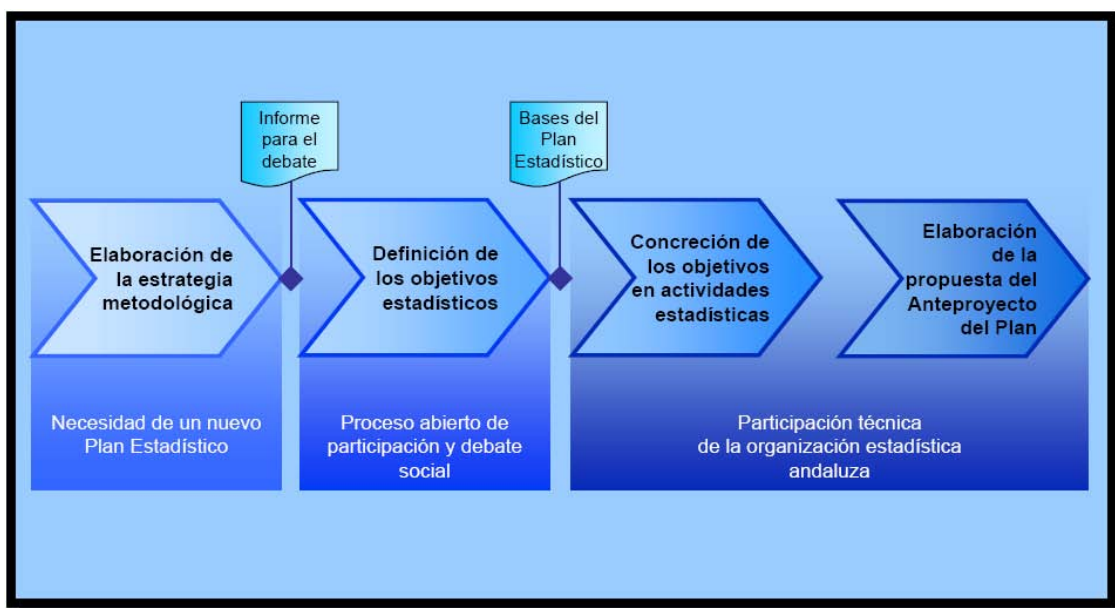 Informe
para el
debate
Bases del
Plan
Estadístico
Elaboración de
la estrategia
metodológica
Definición de
los objetivos
estadísticos
Concreción de
los objetivos
en actividades
estadísticas
Elaboración
de la
propuesta del
Anteproyecto
del Plan
Necesidad de un nuevo
Plan Estadístico
Proceso abierto de
participación y debate
social
Participación técnica
de la organización estadística
andaluza